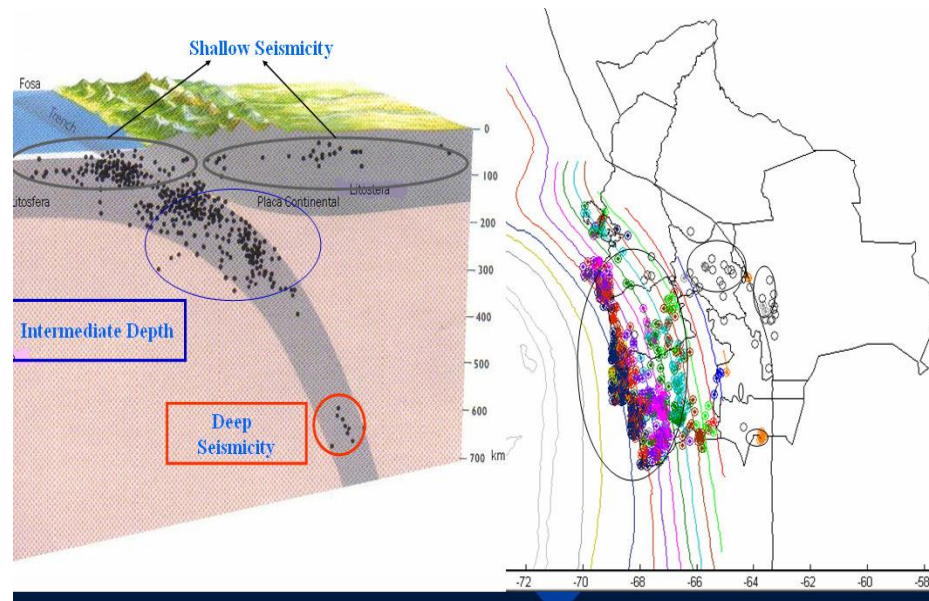 Shallow Seismicity
Fosa
Trench
0
100
Litostera
Litosfera
Placa Continental
200
300
Intermediate Depth
400
500
600
Deep
Seismicity
700 km
-72
-70
-68
-66
-64
-62
-60
-58